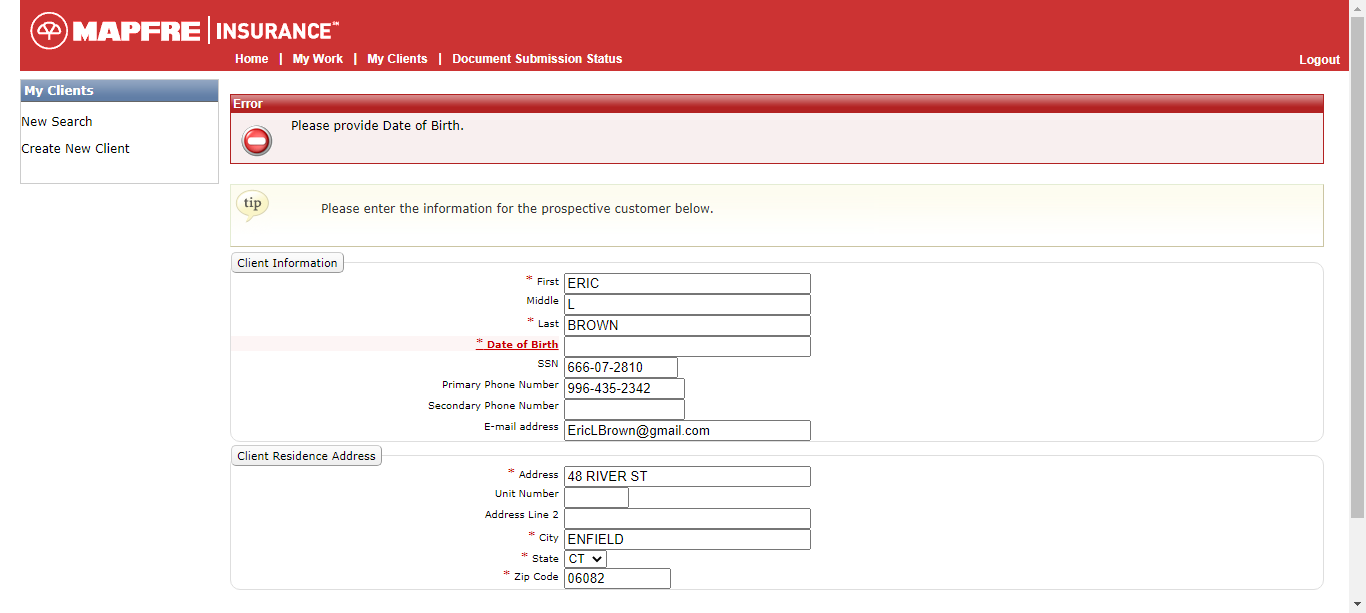 MAPFRE | INSURANCE℠
Home | My Work | My Clients | Document Submission Status
Logout
My Clients
New Search
Create New Client
Error
Please provide Date of Birth.
tip
Please enter the information for the prospective customer below.
Client Information
* First ERIC
Middle L
* Last BROWN
* Date of Birth
SSN 666-07-2810
Primary Phone Number 996-435-2342
Secondary Phone Number
E-mail address EricLBrown@gmail.com
Client Residence Address
* Address 48 RIVER ST
Unit Number
Address Line 2
* City ENFIELD
* State CT
* Zip Code 06082